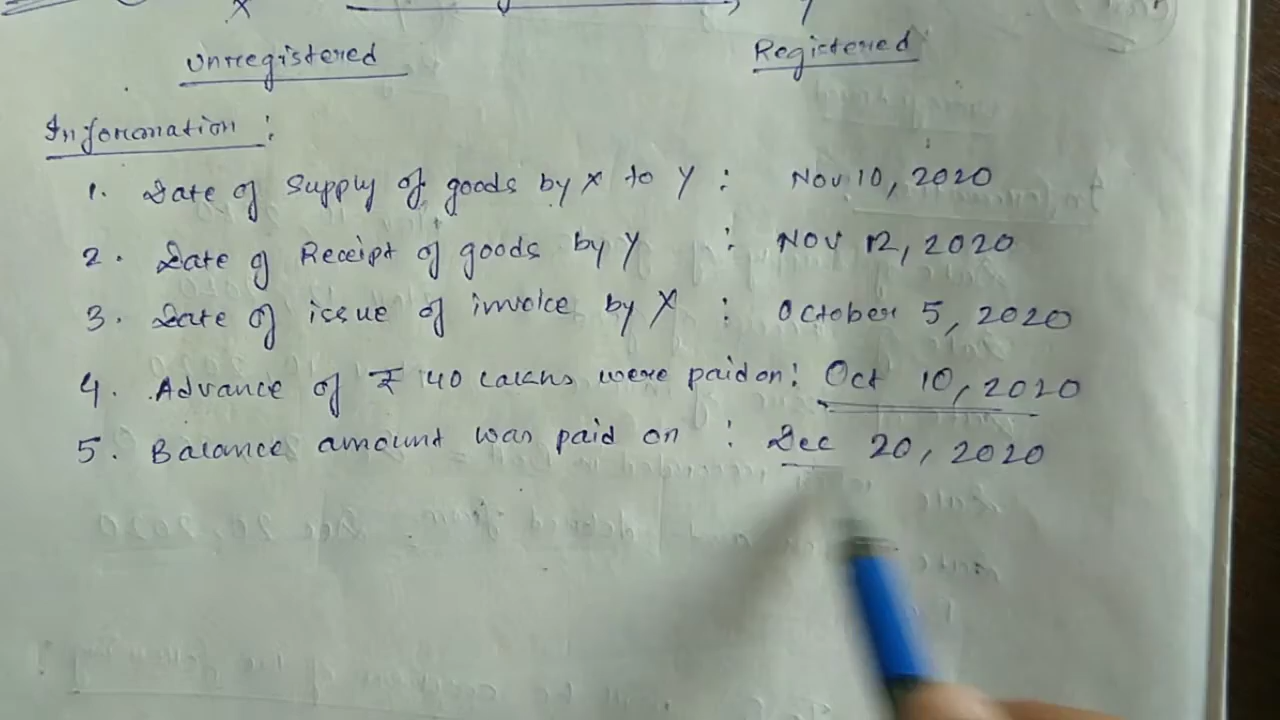 X Y
Unregistered Registered
Information :
1. Date of Supply of goods by X to Y : Nov 10, 2020
2. Date of Receipt of goods by Y : Nov 12, 2020
3. Date of issue of invoice by X : October 5, 2020
4. Advance of ₹ 40 Lakhs were paid on : Oct 10, 2020
5. Balance amount was paid on : Dec 20, 2020